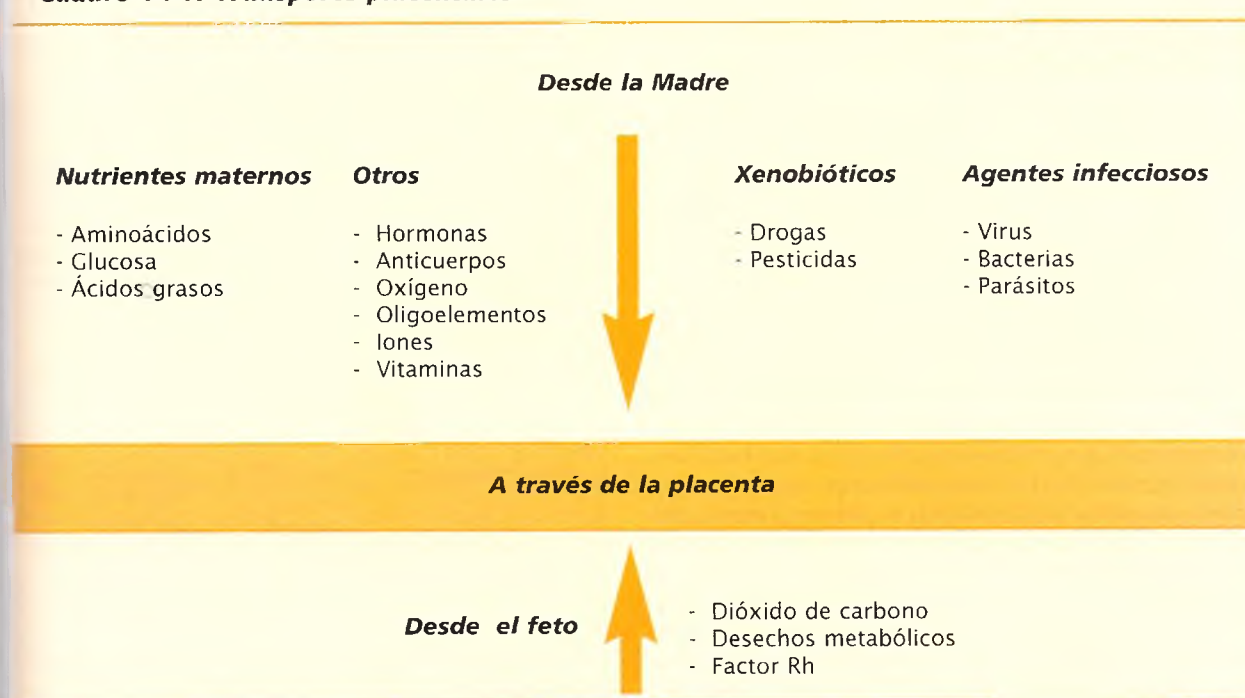 Desde la Madre
Nutrientes maternos
- Aminoácidos
- Glucosa
- Ácidos grasos
Otros
- Hormonas
- Anticuerpos
- Oxígeno
- Oligoelementos
- Iones
- Vitaminas
Xenobióticos
- Drogas
- Pesticidas
Agentes infecciosos
- Virus
- Bacterias
- Parásitos
A través de la placenta
Desde el feto
- Dióxido de carbono
- Desechos metabólicos
- Factor Rh